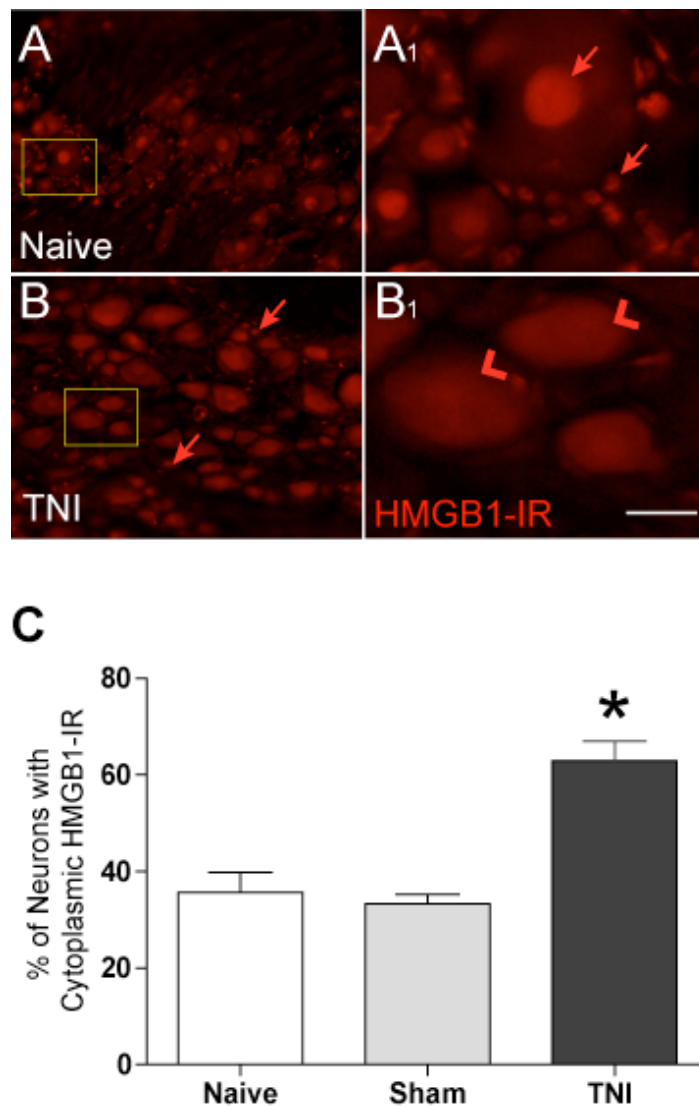 A
A1
Naive
B
B1
TNI
HMGB1-IR
C
% of Neurons with
Cytoplasmic HMGB1-IR
80
60
40
20
0
*
Naive
Sham
TNI